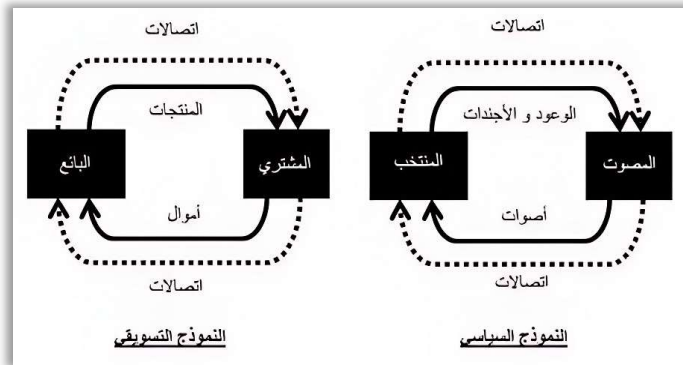 اتصالات
الوعود و الأجندات
المصوت
المنتخب
أصوات
اتصالات
النموذج السياسي
اتصالات
المنتجات
المشتري
البائع
أموال
اتصالات
النموذج التسويقي